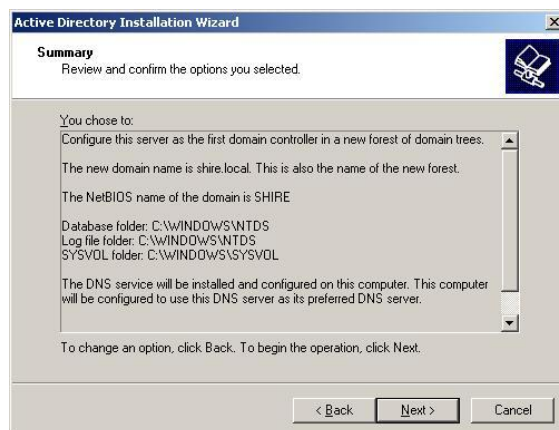 Active Directory Installation Wizard
Summary
Review and confirm the options you selected.
You chose to:
Configure this server as the first domain controller in a new forest of domain trees.
The new domain name is shire.local. This is also the name of the new forest.
The NetBIOS name of the domain is SHIRE
Database folder: C:\WINDOWS\NTDS
Log file folder: C:\WINDOWS\NTDS
SYSVOL folder: C:\WINDOWS\SYSVOL
The DNS service will be installed and configured on this computer. This computer
will be configured to use this DNS server as its preferred DNS server.
To change an option, click Back. To begin the operation, click Next.
< Back Next > Cancel